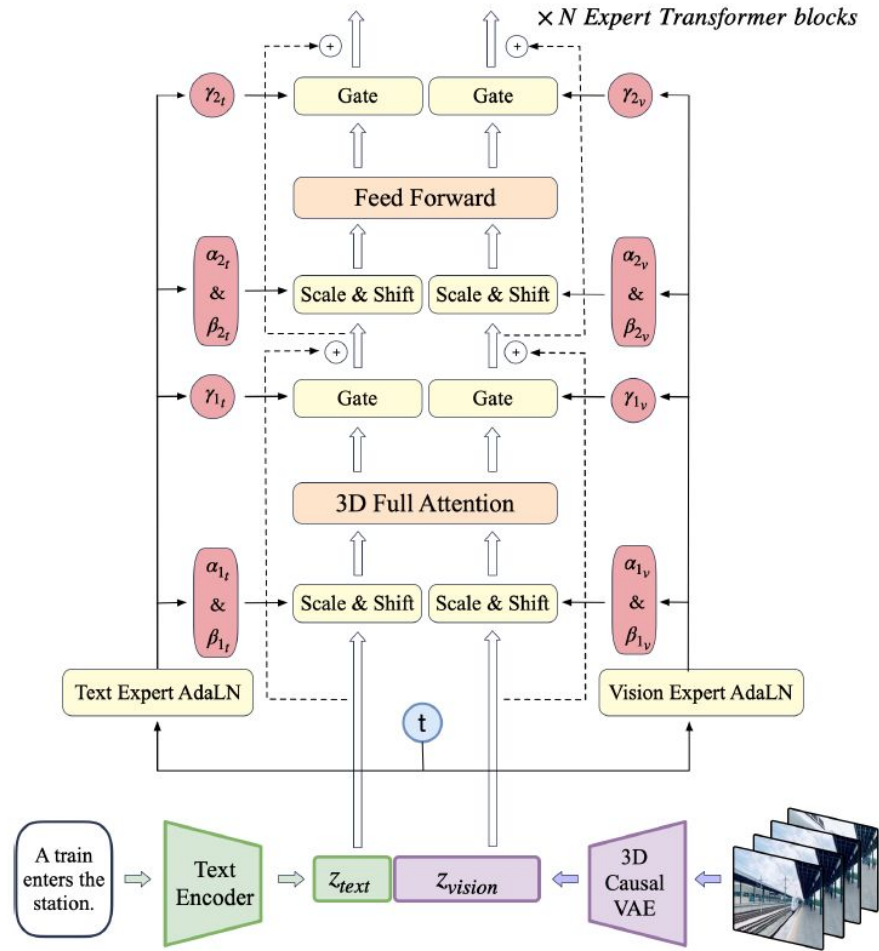 × N Expert Transformer blocks
+ +
γ₂ₜ Gate Gate γ₂ᵥ
Feed Forward
α₂ₜ α₂ᵥ
& Scale & Shift Scale & Shift &
β₂ₜ β₂ᵥ
+ +
γ₁ₜ Gate Gate γ₁ᵥ
3D Full Attention
α₁ₜ α₁ᵥ
& Scale & Shift Scale & Shift &
β₁ₜ β₁ᵥ
Text Expert AdaLN Vision Expert AdaLN
t
A train
enters the
station.
Text
Encoder
z_text z_vision
3D
Causal
VAE